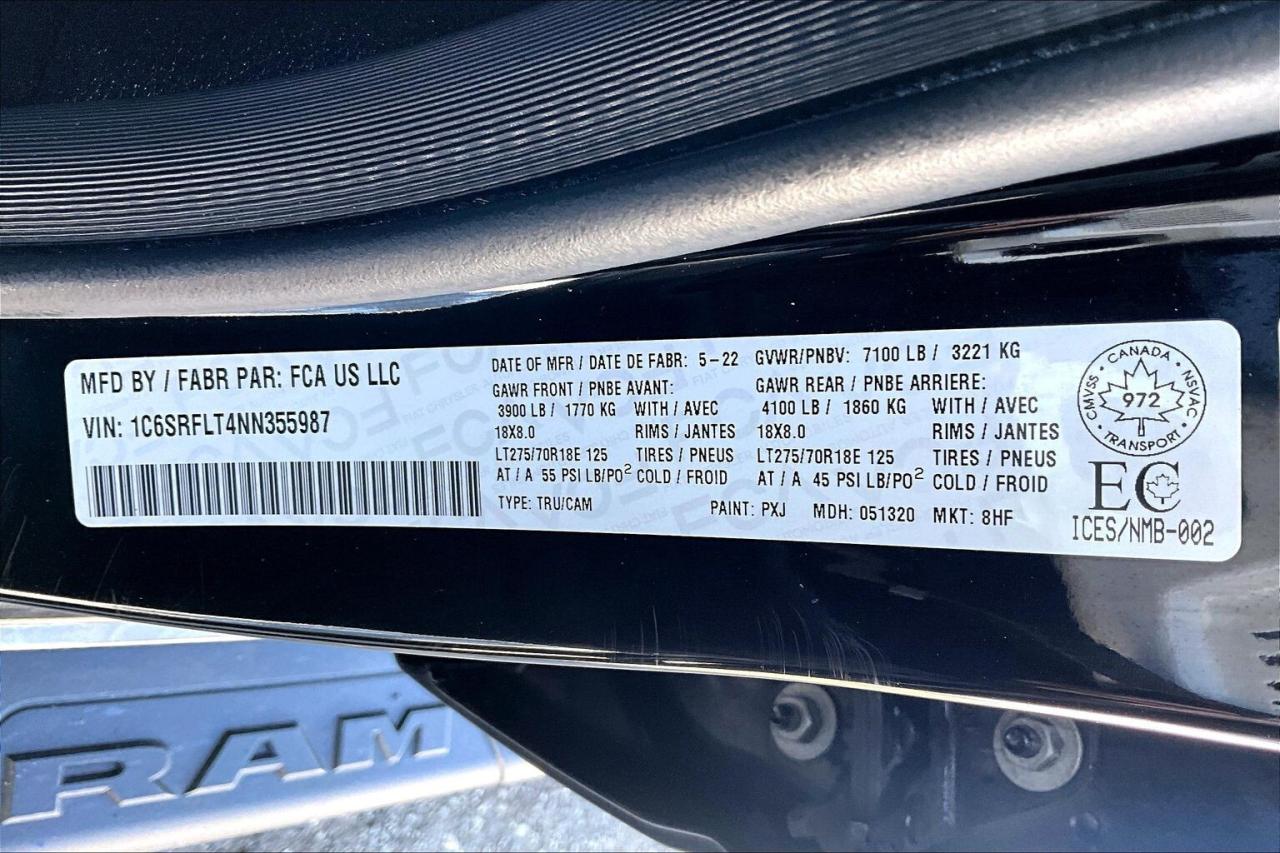 MFD BY / FABR PAR: FCA US LLC
VIN: 1C6SRFLT4NN355987
DATE OF MFR / DATE DE FABR: 5-22 GVWR/PNBV: 7100 LB / 3221 KG
GAWR FRONT / PNBE AVANT: GAWR REAR / PNBE ARRIERE:
3900 LB / 1770 KG WITH / AVEC 4100 LB / 1860 KG WITH / AVEC
18X8.0 RIMS / JANTES 18X8.0 RIMS / JANTES
LT275/70R18E 125 TIRES / PNEUS LT275/70R18E 125 TIRES / PNEUS
AT / A 55 PSI LB/PO² COLD / FROID AT / A 45 PSI LB/PO² COLD / FROID
TYPE: TRU/CAM PAINT: PXJ MDH: 051320 MKT: 8HF
CANADA
CMVSS · NSVAC
972
TRANSPORT
EC
ICES/NMB-002
RAM